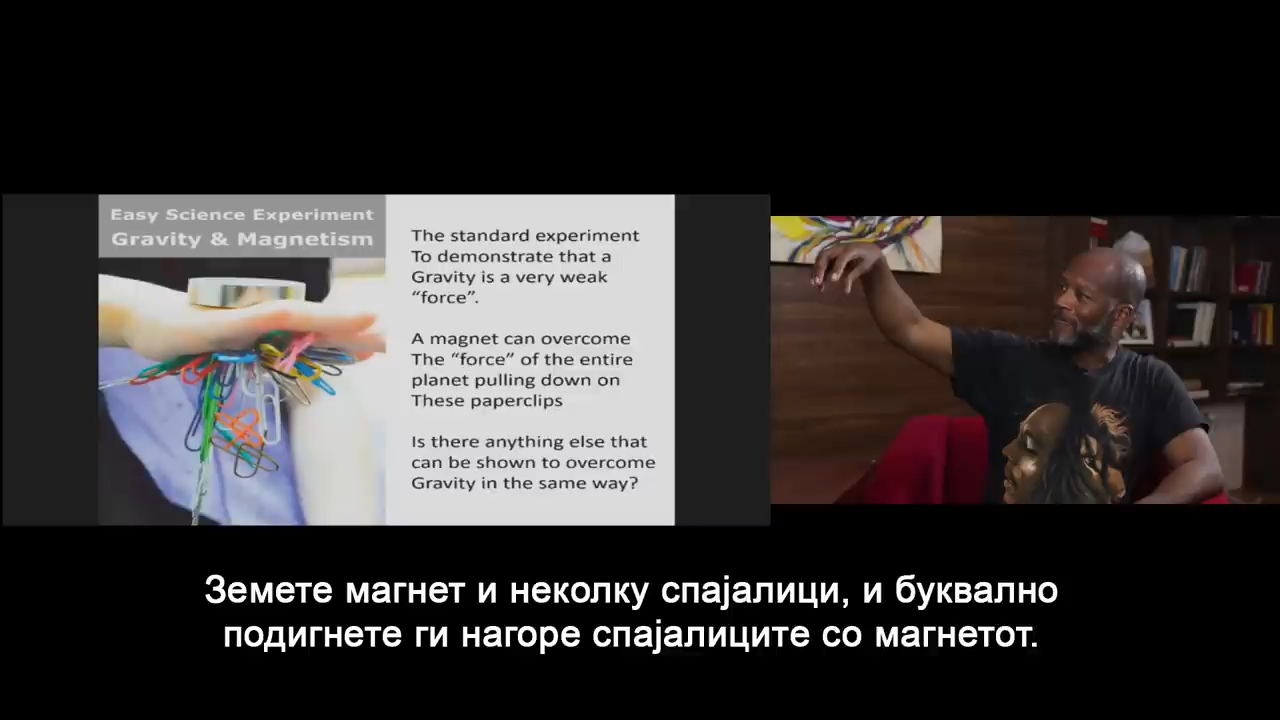 Easy Science Experiment
Gravity & Magnetism
The standard experiment
To demonstrate that a
Gravity is a very weak
“force”.
A magnet can overcome
The “force” of the entire
planet pulling down on
These paperclips
Is there anything else that
can be shown to overcome
Gravity in the same way?
Земете магнет и неколку спајалици, и буквално
подигнете ги нагоре спајалиците со магнетот.